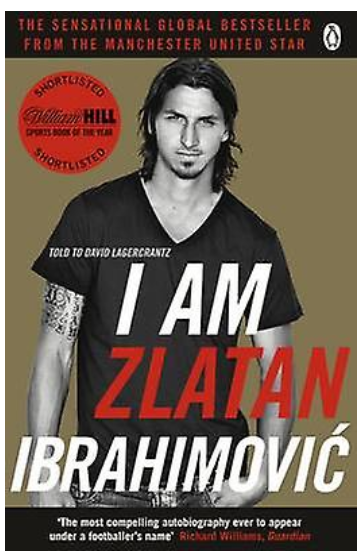 THE SENSATIONAL GLOBAL BESTSELLER
FROM THE MANCHESTER UNITED STAR
SHORTLISTED
William HILL
SPORTS BOOK OF THE YEAR
SHORTLISTED
TOLD TO DAVID LAGERCRANTZ
I AM
ZLATAN
IBRAHIMOVIĆ
'The most compelling autobiography ever to appear
under a footballer's name' Richard Williams, Guardian